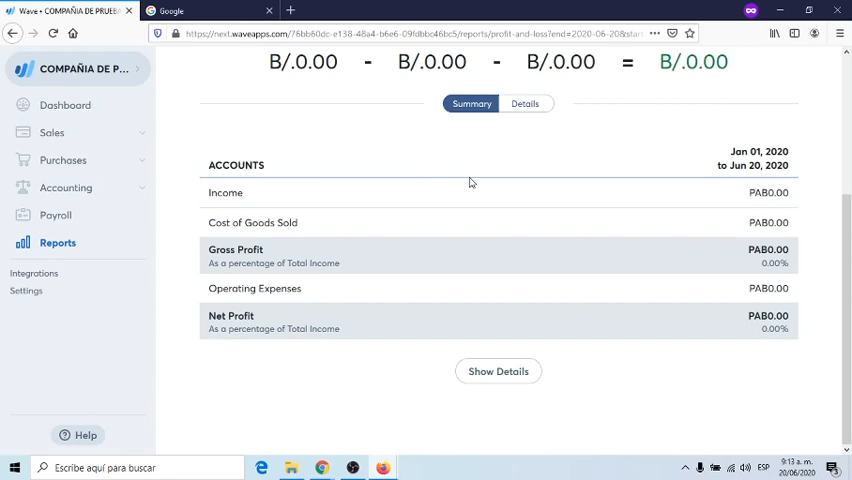 Wave • COMPAÑIA DE PRUEBA
Google
https://next.waveapps.com/76bb60dc-e138-48a4-b6e6-09fdbbc46bc5/reports/profit-and-loss?end=2020-06-20&star
COMPAÑIA DE P...
Dashboard
Sales
Purchases
Accounting
Payroll
Reports
Integrations
Settings
Help
B/.0.00 - B/.0.00 - B/.0.00 = B/.0.00
Summary Details
ACCOUNTS Jan 01, 2020
to Jun 20, 2020
Income PAB0.00
Cost of Goods Sold PAB0.00
Gross Profit PAB0.00
As a percentage of Total Income 0.00%
Operating Expenses PAB0.00
Net Profit PAB0.00
As a percentage of Total Income 0.00%
Show Details
Escribe aquí para buscar
ESP
9:13 a. m.
20/06/2020